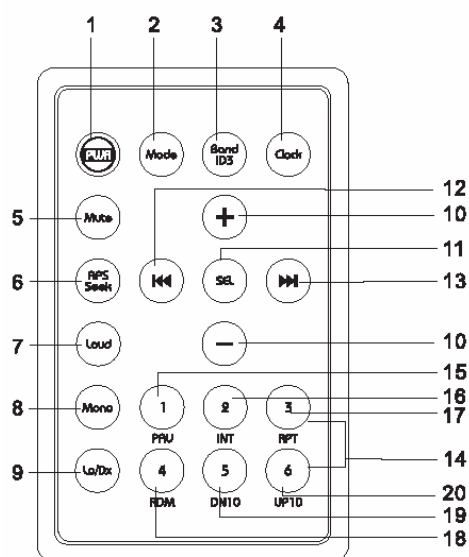 1 2 3 4
PWR Mode Band ID3 Clock
12
5 Mute + 10
11
6 APS Seek SEL 13
7 Loud − 10
15
8 Mono 1 2 3 16
17
PAU INT RPT
14
9 Lo/Dx 4 5 6
20
RDM DN10 UP10 19
18